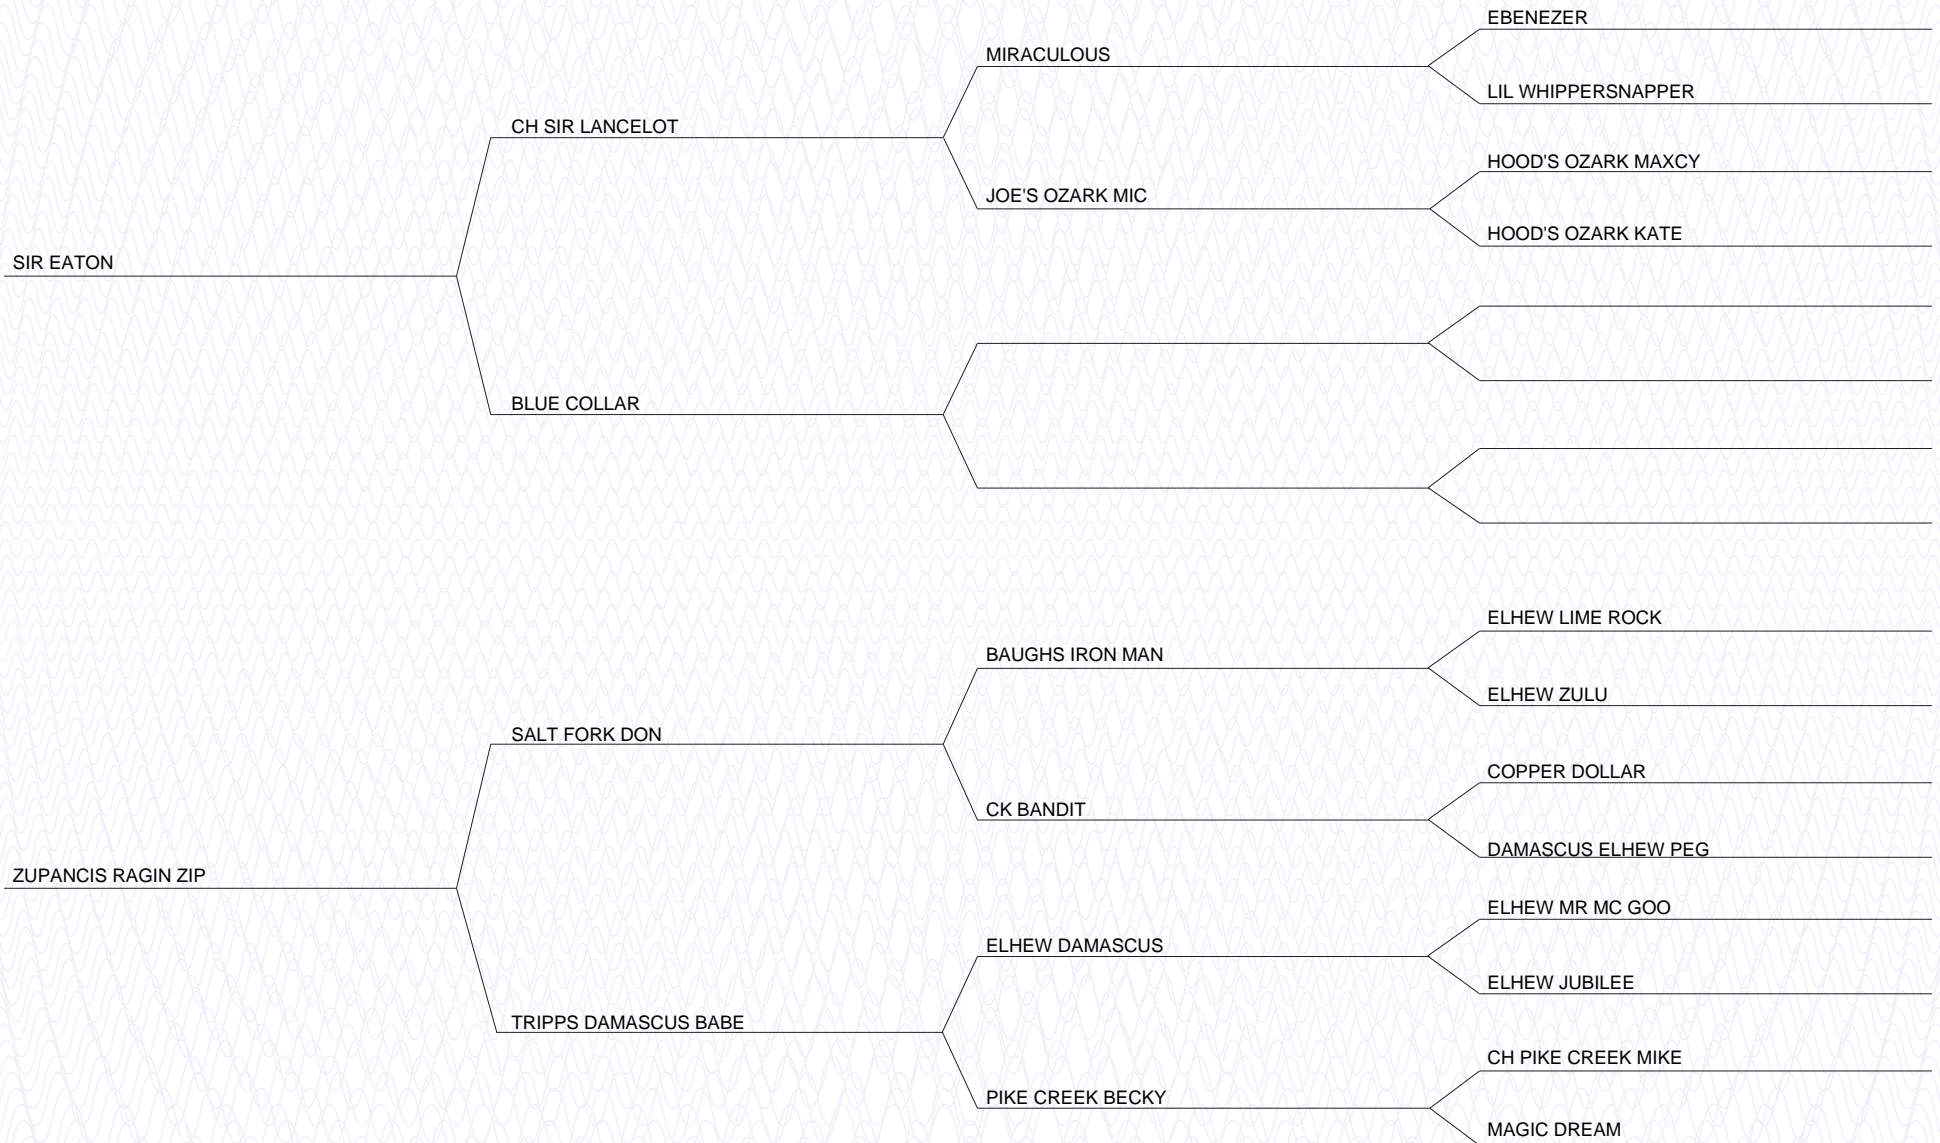 EBENEZER
MIRACULOUS
LIL WHIPPERSNAPPER
CH SIR LANCELOT
HOOD'S OZARK MAXCY
JOE'S OZARK MIC
HOOD'S OZARK KATE
SIR EATON
BLUE COLLAR
ELHEW LIME ROCK
BAUGHS IRON MAN
ELHEW ZULU
SALT FORK DON
COPPER DOLLAR
CK BANDIT
DAMASCUS ELHEW PEG
ZUPANCIS RAGIN ZIP
ELHEW MR MC GOO
ELHEW DAMASCUS
ELHEW JUBILEE
TRIPPS DAMASCUS BABE
CH PIKE CREEK MIKE
PIKE CREEK BECKY
MAGIC DREAM